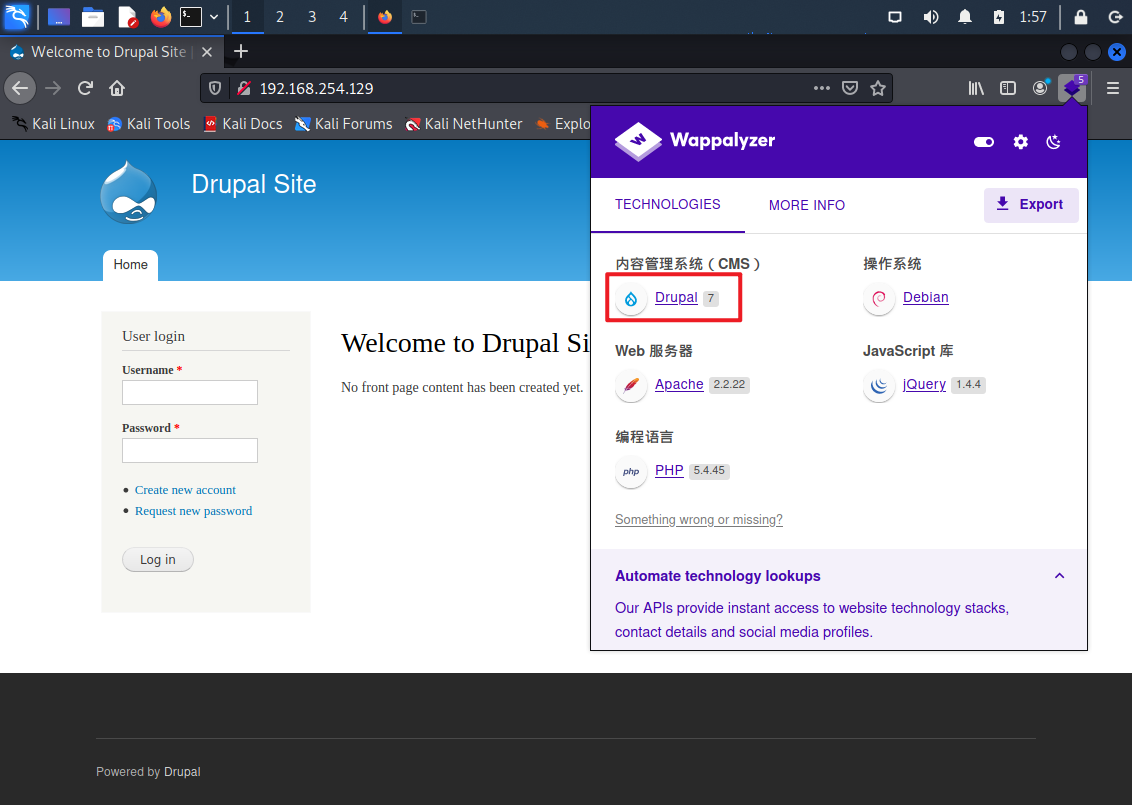 1 2 3 4 1:57
Welcome to Drupal Site |
192.168.254.129
5
Kali Linux Kali Tools Kali Docs Kali Forums Kali NetHunter Explo
Drupal Site
Home
User login
Username *
Password *
Create new account
Request new password
Log in
Welcome to Drupal Si
No front page content has been created yet.
Wappalyzer
TECHNOLOGIES MORE INFO Export
内容管理系统（CMS）
Drupal 7
操作系统
Debian
Web 服务器
Apache 2.2.22
JavaScript 库
jQuery 1.4.4
编程语言
php PHP 5.4.45
Something wrong or missing?
Automate technology lookups
Our APIs provide instant access to website technology stacks,
contact details and social media profiles.
Powered by Drupal